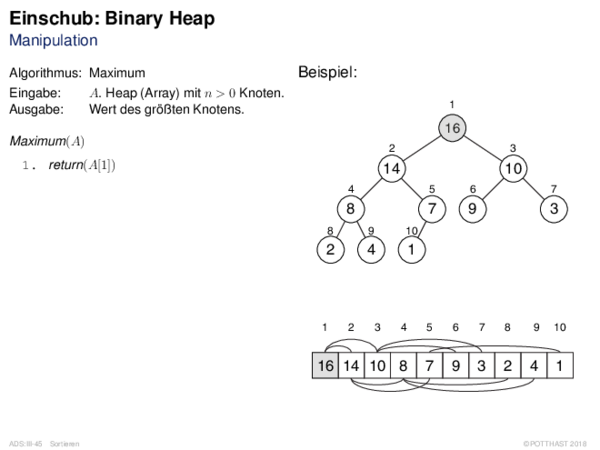 Einschub: Binary Heap
Manipulation
Algorithmus: Maximum
Eingabe: A. Heap (Array) mit n > 0 Knoten.
Ausgabe: Wert des größten Knotens.
Maximum(A)
1. return(A[1])
Beispiel:
1
16
2 3
14 10
4 5 6 7
8 7 9 3
8 9 10
2 4 1
1 2 3 4 5 6 7 8 9 10
16 14 10 8 7 9 3 2 4 1
ADS:III-45 Sortieren
©POTTHAST 2018